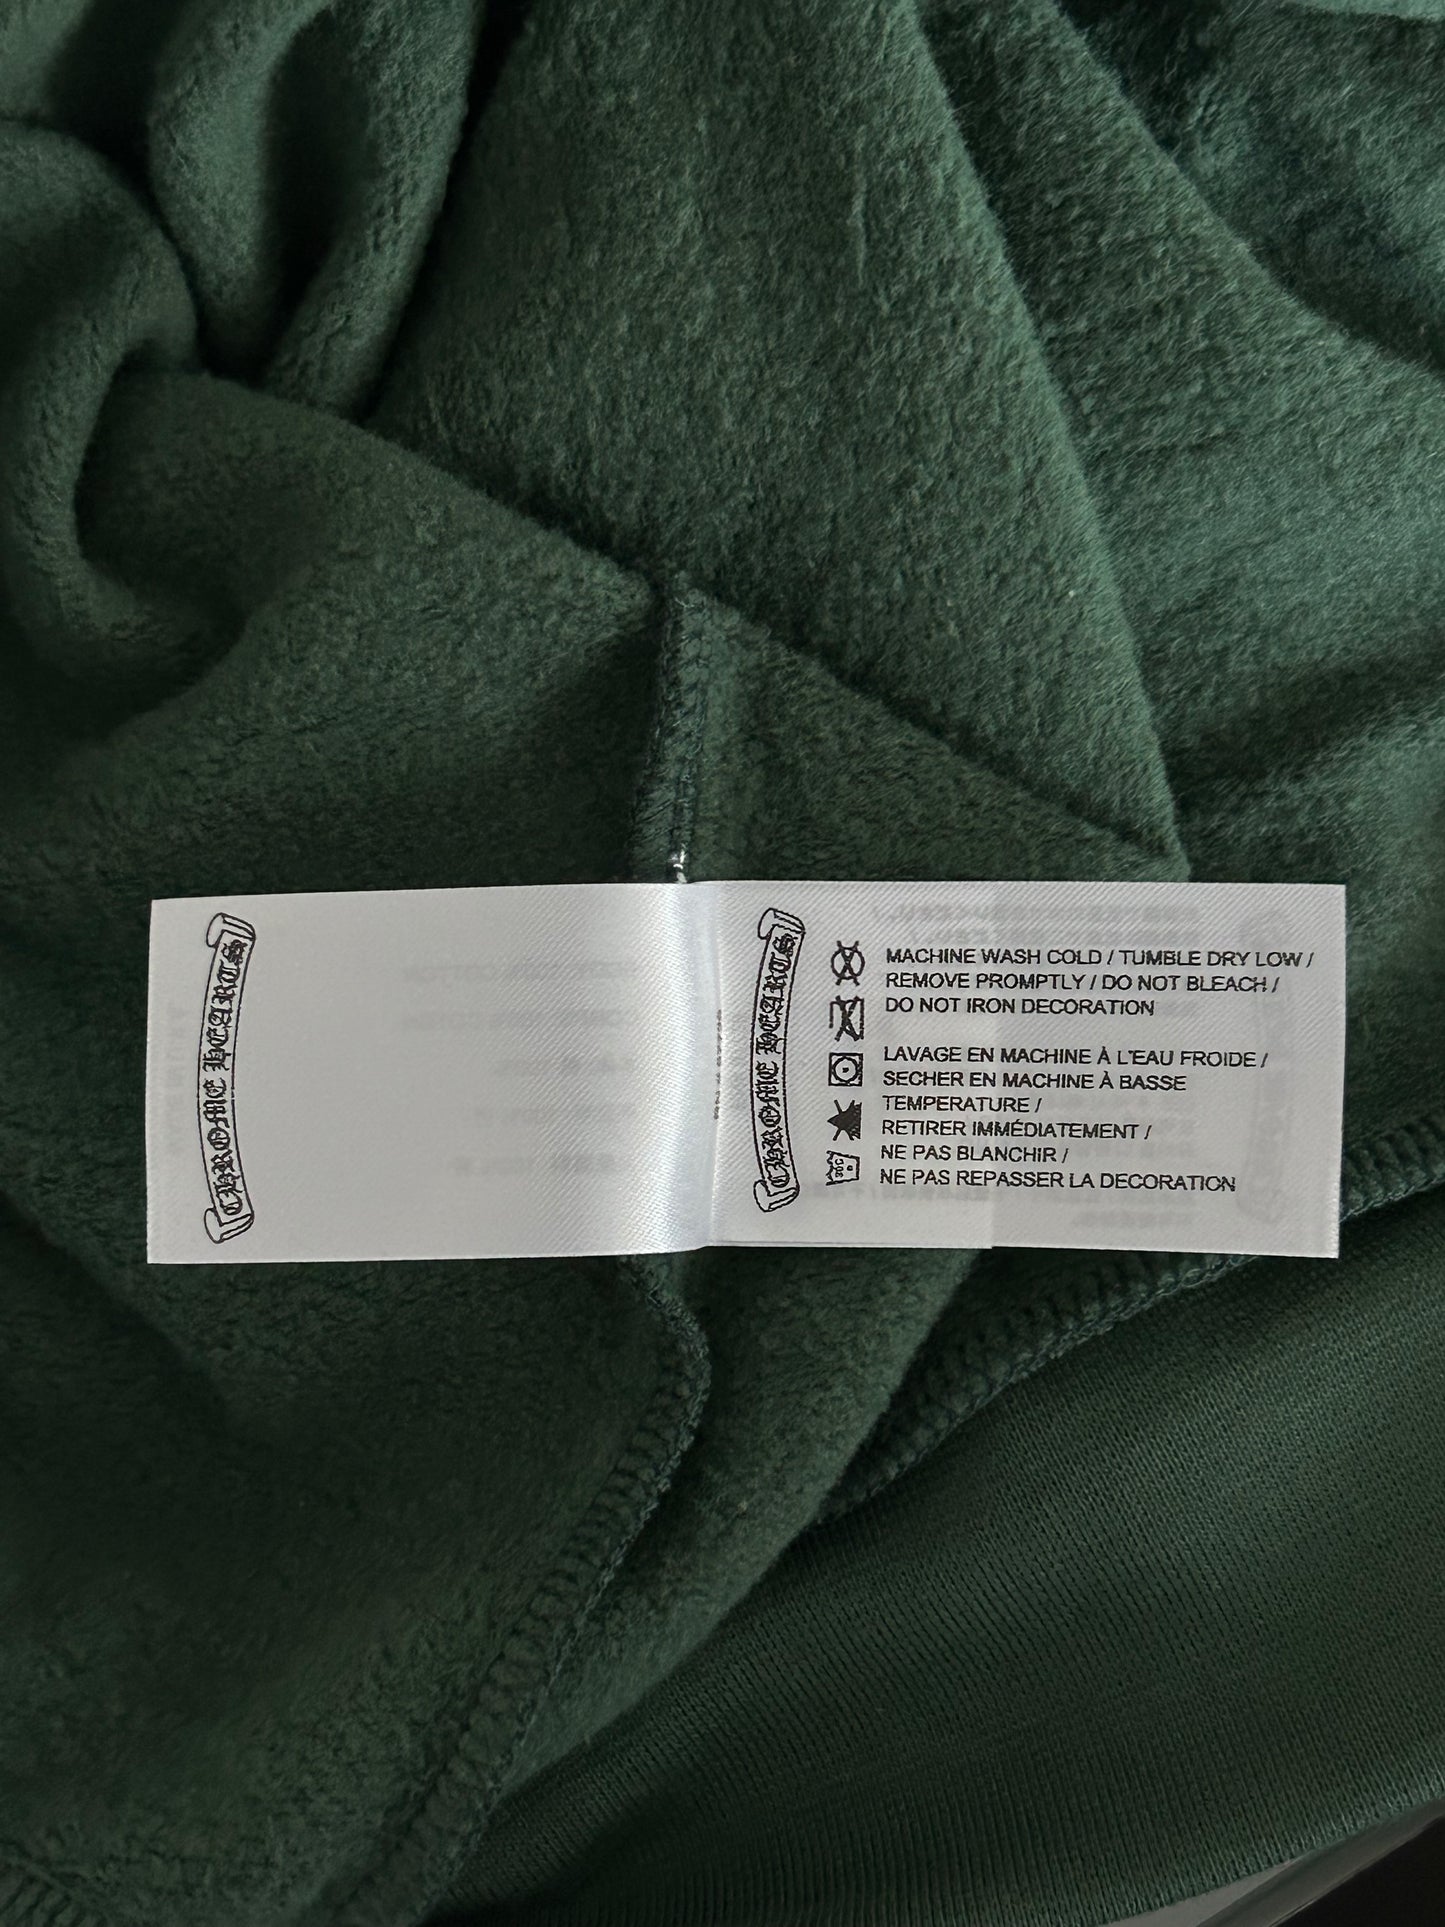 CHROME HEARTS
CHROME HEARTS
MACHINE WASH COLD / TUMBLE DRY LOW /
REMOVE PROMPTLY / DO NOT BLEACH /
DO NOT IRON DECORATION
LAVAGE EN MACHINE À L'EAU FROIDE /
SECHER EN MACHINE À BASSE
TEMPERATURE /
RETIRER IMMÉDIATEMENT /
NE PAS BLANCHIR /
NE PAS REPASSER LA DECORATION